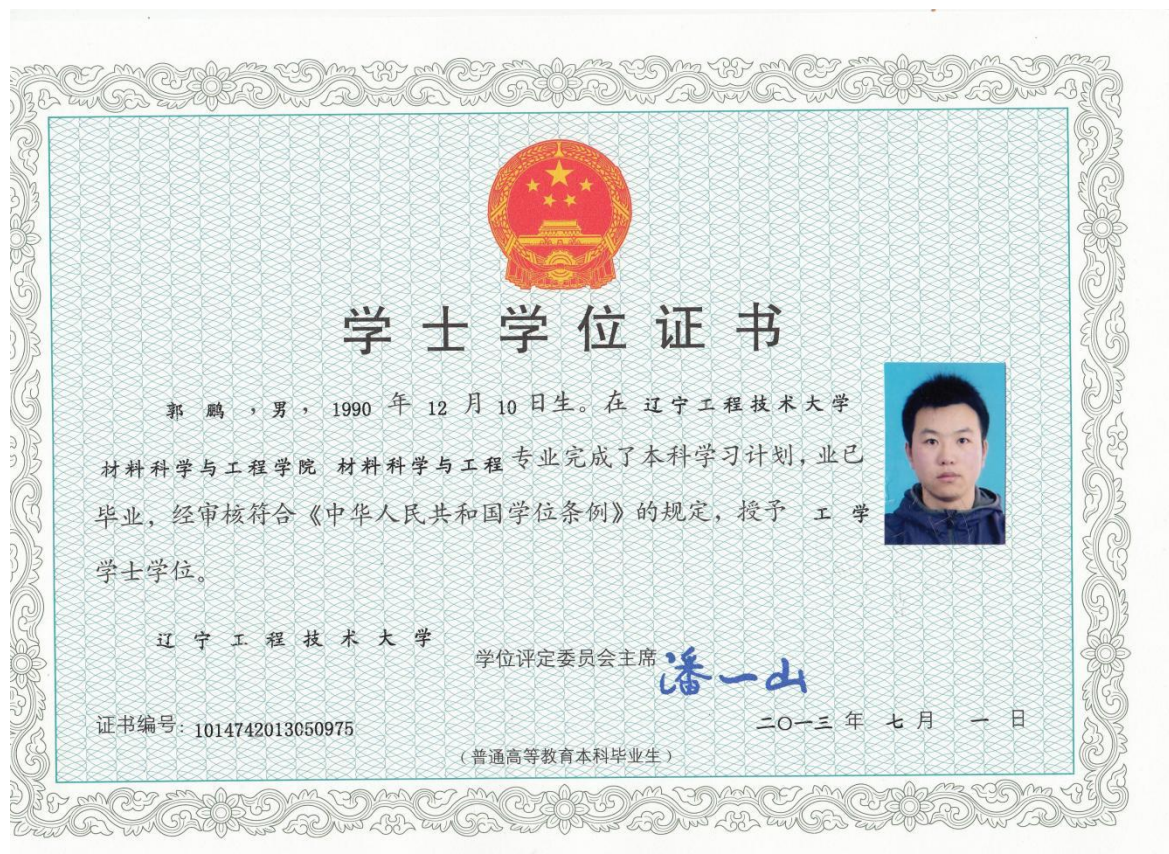 学士学位证书
郭 鹏 ，男， 1990 年 12 月 10 日生。在 辽宁工程技术大学
材料科学与工程学院 材料科学与工程 专业完成了本科学习计划，业已
毕业，经审核符合《中华人民共和国学位条例》的规定，授予 工 学
学士学位。
辽宁工程技术大学
学位评定委员会主席 潘一山
证书编号：1014742013050975
二〇一三 年 七 月 一 日
（普通高等教育本科毕业生）